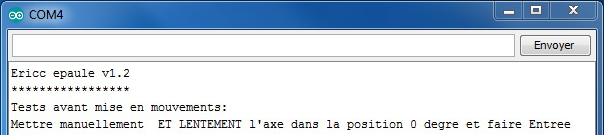 COM4
Envoyer
Ericc epaule v1.2
*****************
Tests avant mise en mouvements:
Mettre manuellement  ET LENTEMENT l'axe dans la position 0 degre et faire Entree